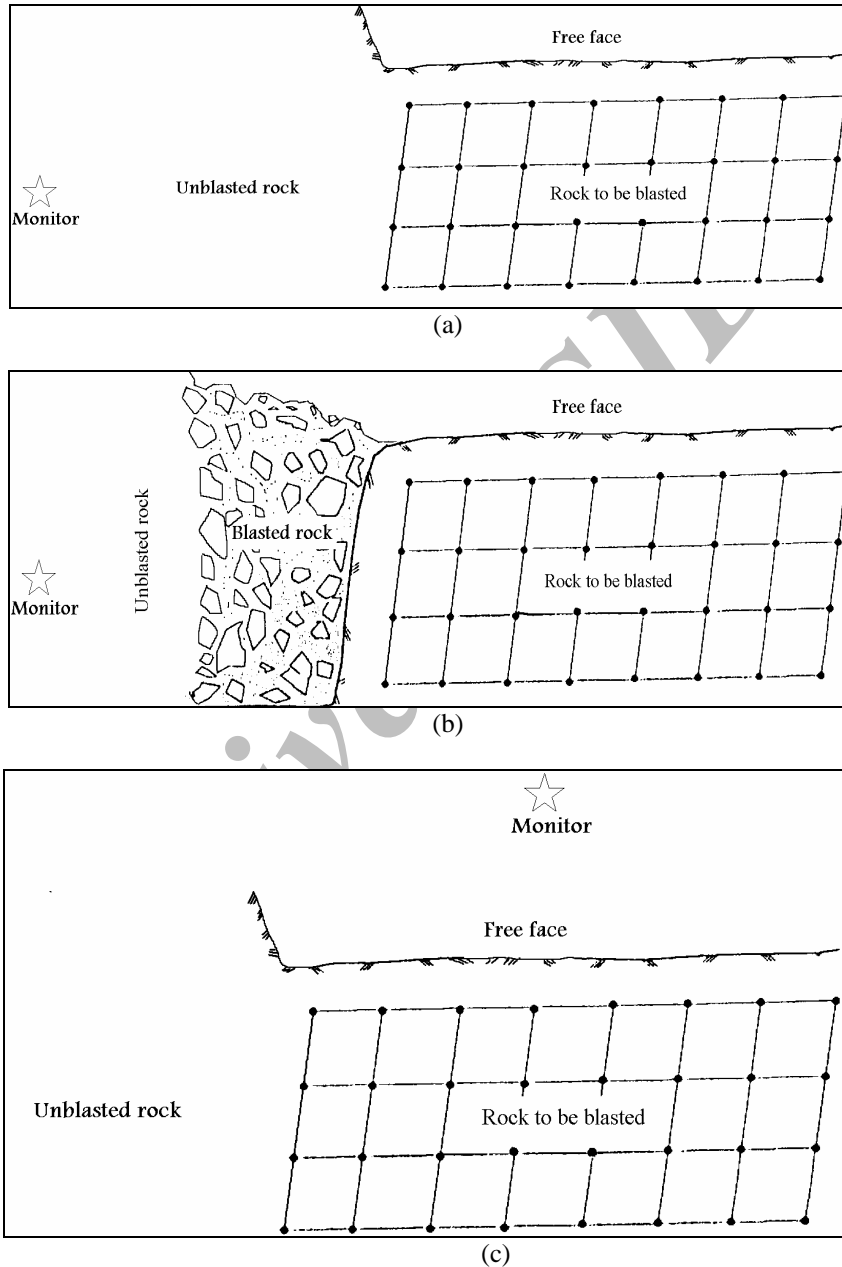 Free face
Unblasted rock
Rock to be blasted
Monitor
(a)
Free face
Unblasted rock
Blasted rock
Rock to be blasted
Monitor
(b)
Monitor
Free face
Unblasted rock
Rock to be blasted
(c)